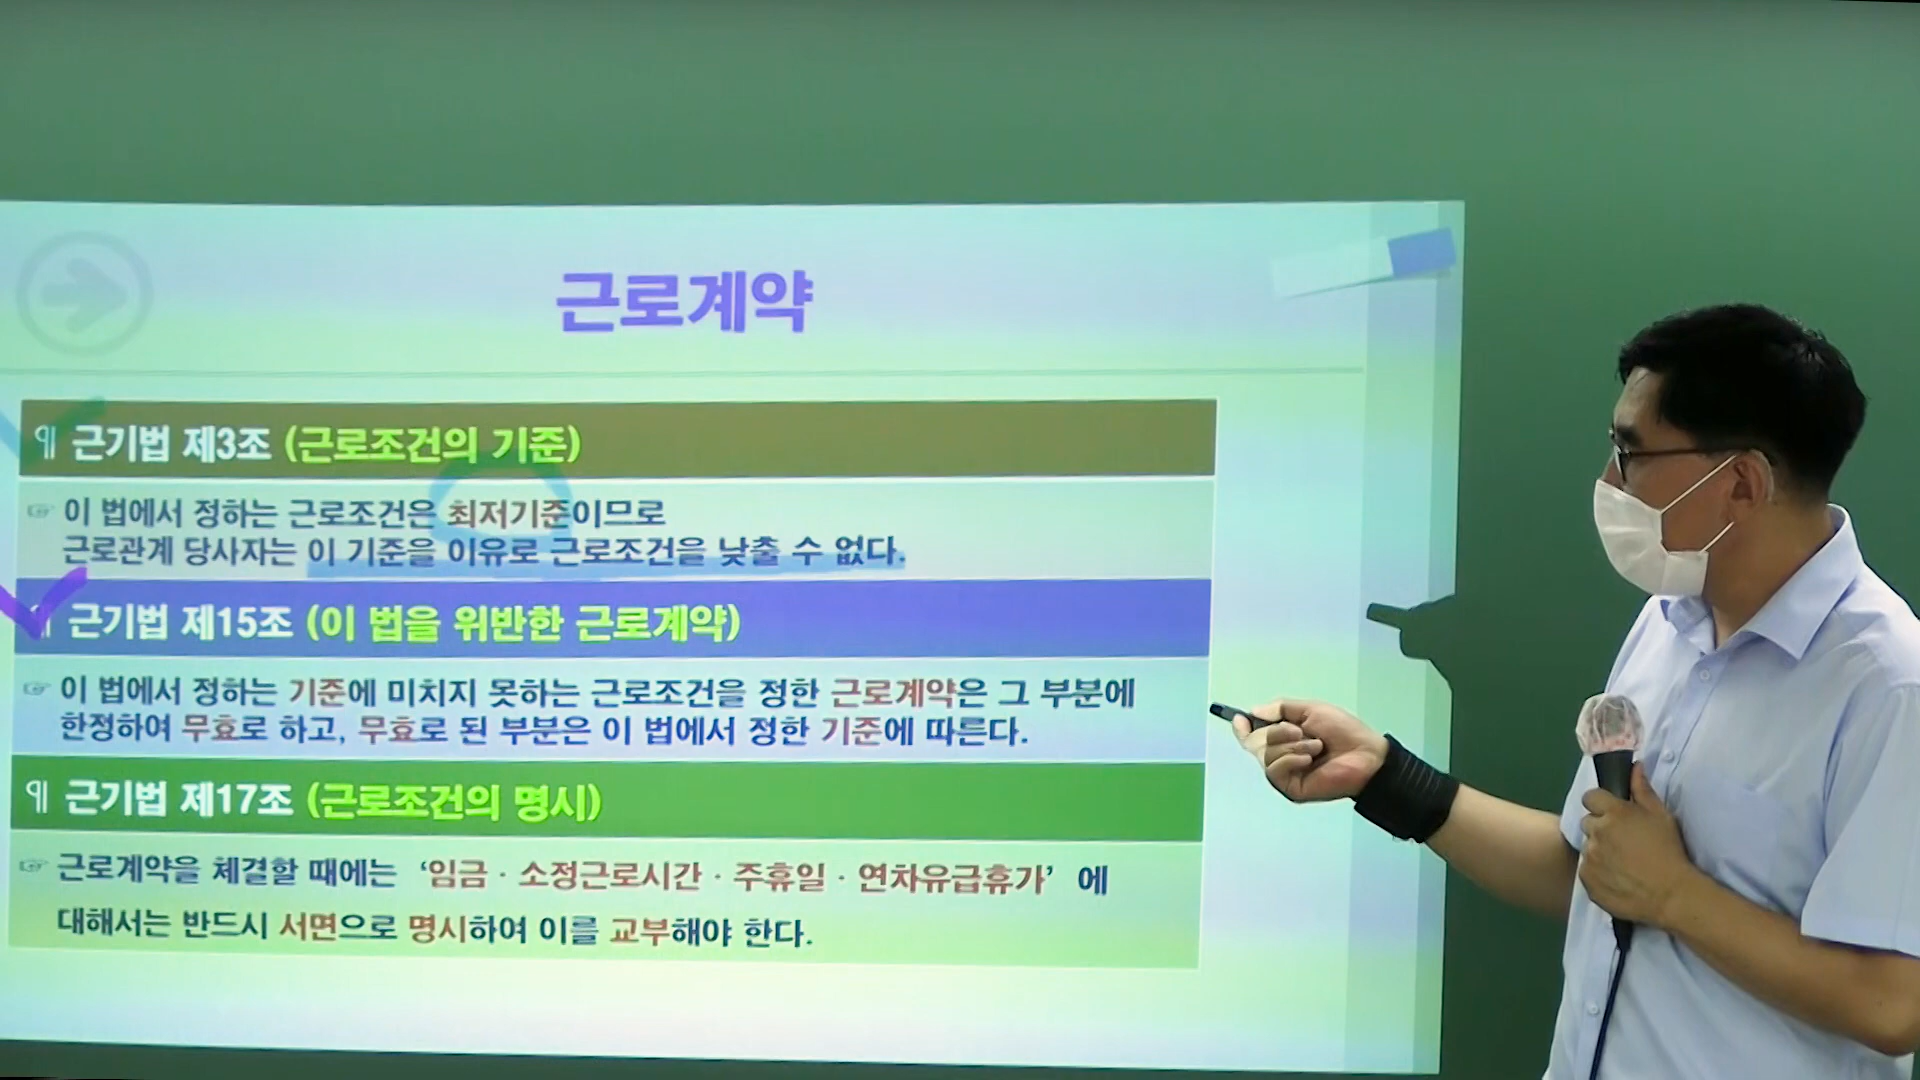 근로계약
¶ 근기법 제3조 (근로조건의 기준)
☞ 이 법에서 정하는 근로조건은 최저기준이므로
근로관계 당사자는 이 기준을 이유로 근로조건을 낮출 수 없다.
¶ 근기법 제15조 (이 법을 위반한 근로계약)
☞ 이 법에서 정하는 기준에 미치지 못하는 근로조건을 정한 근로계약은 그 부분에
한정하여 무효로 하고, 무효로 된 부분은 이 법에서 정한 기준에 따른다.
¶ 근기법 제17조 (근로조건의 명시)
☞ 근로계약을 체결할 때에는 ‘임금 · 소정근로시간 · 주휴일 · 연차유급휴가’ 에
대해서는 반드시 서면으로 명시하여 이를 교부해야 한다.